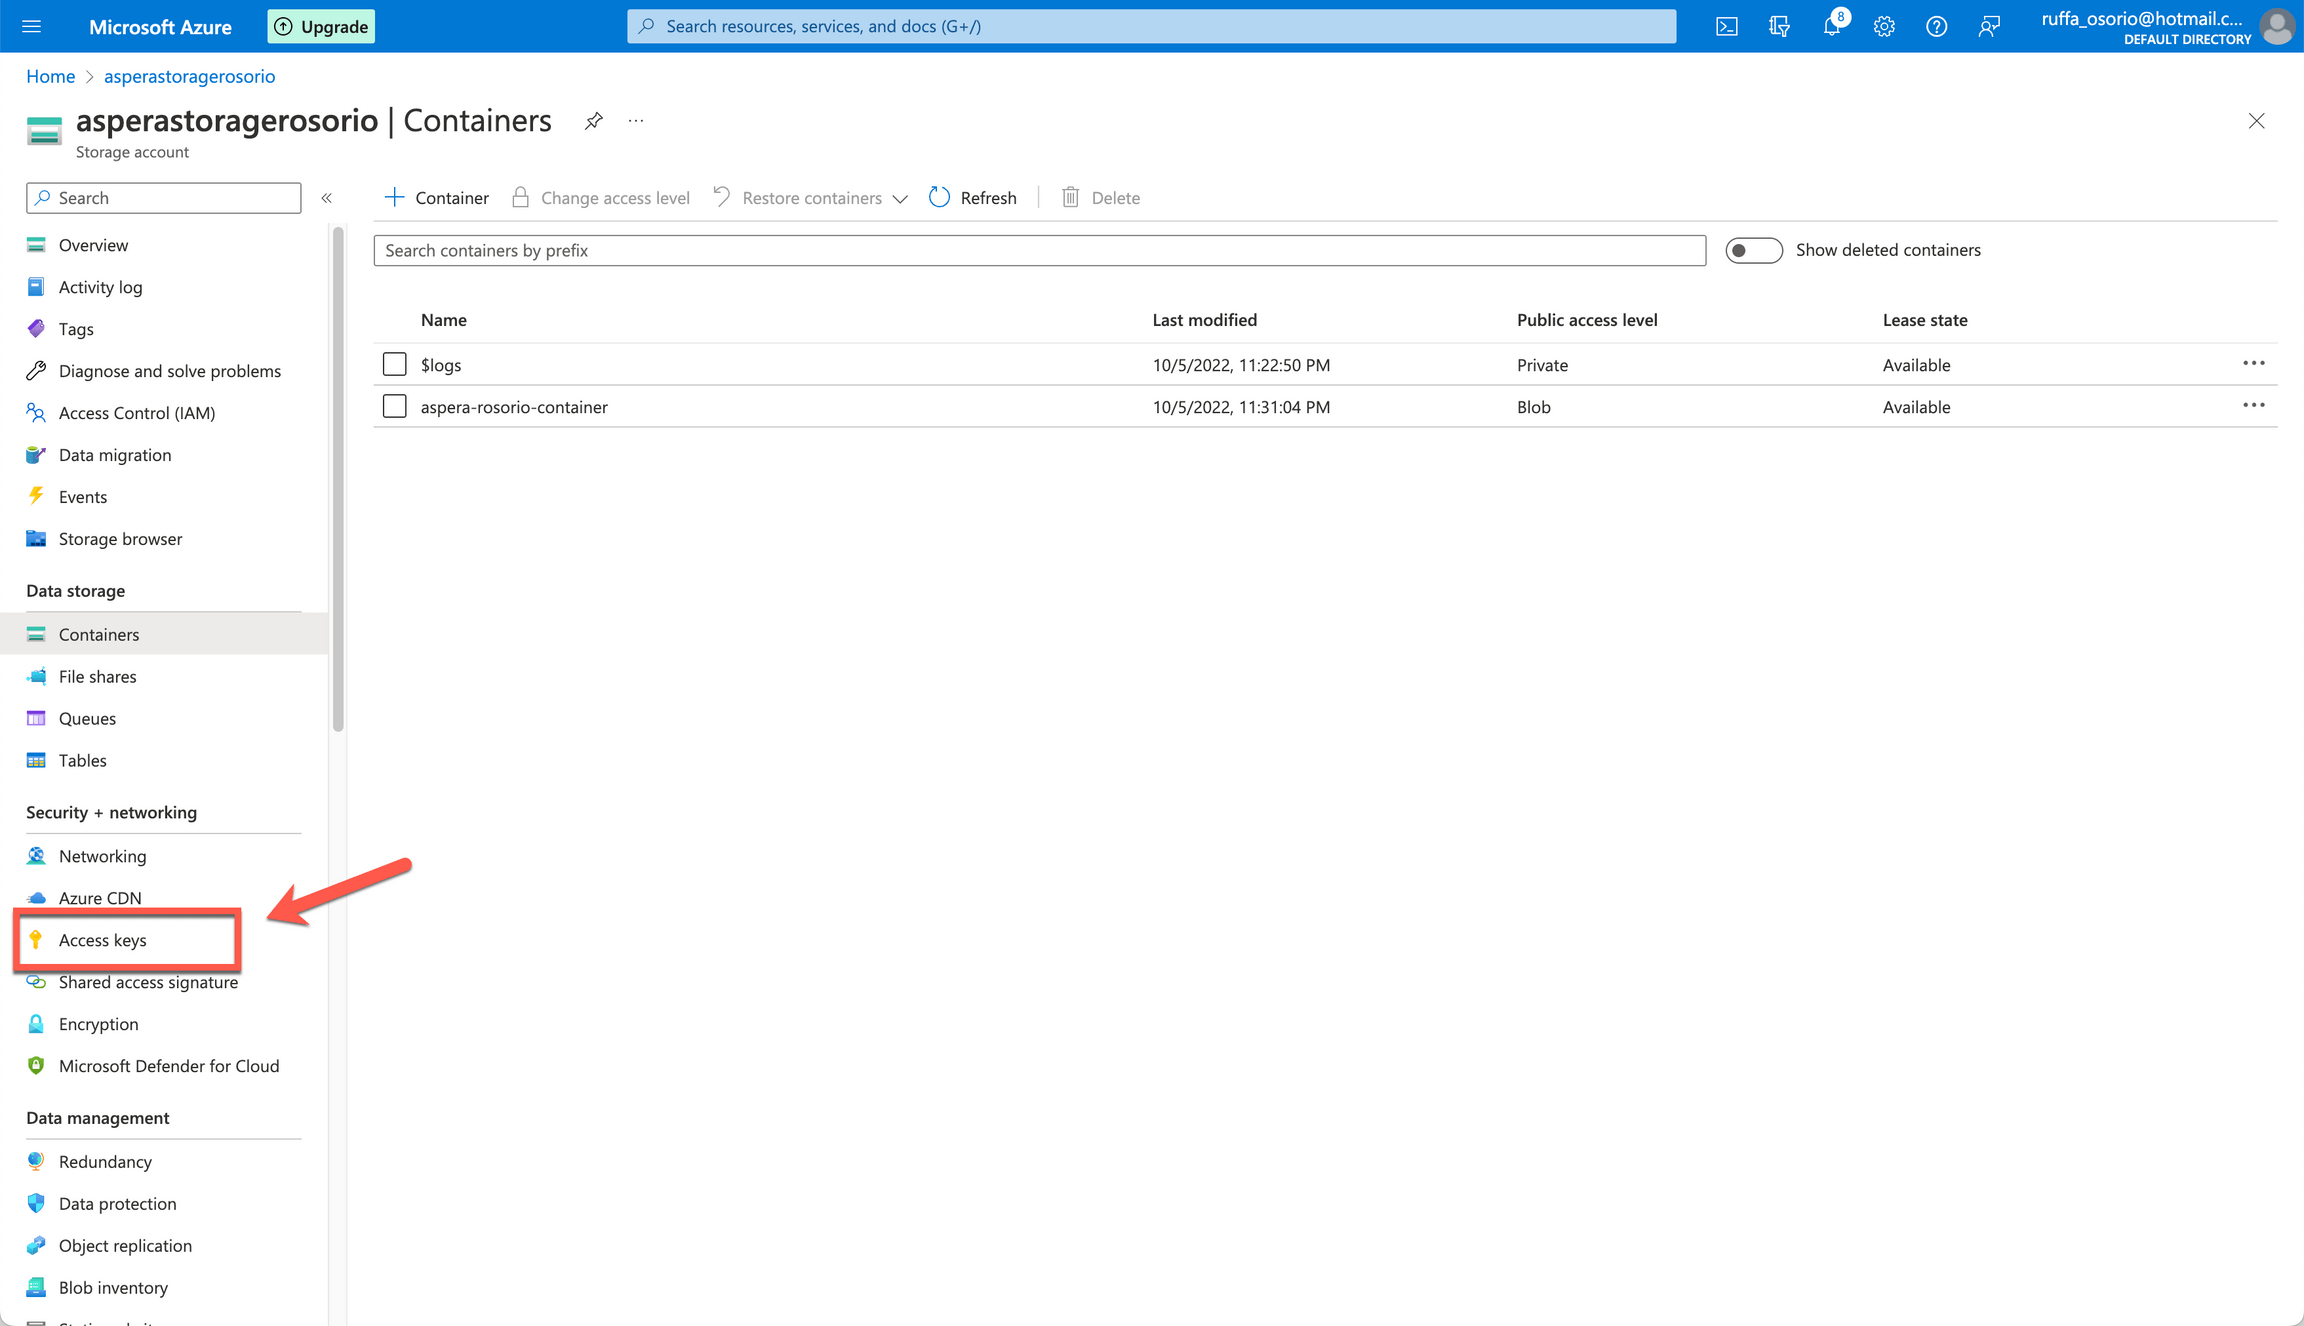 Microsoft Azure
Upgrade
Search resources, services, and docs (G+/)
8
ruffa_osorio@hotmail.c...
DEFAULT DIRECTORY
Home > asperastoragerosorio
asperastoragerosorio | Containers
Storage account
Search
Container
Change access level
Restore containers
Refresh
Delete
Search containers by prefix
Show deleted containers
Name Last modified Public access level Lease state
$logs 10/5/2022, 11:22:50 PM Private Available
aspera-rosorio-container 10/5/2022, 11:31:04 PM Blob Available
Overview
Activity log
Tags
Diagnose and solve problems
Access Control (IAM)
Data migration
Events
Storage browser
Data storage
Containers
File shares
Queues
Tables
Security + networking
Networking
Azure CDN
Access keys
Shared access signature
Encryption
Microsoft Defender for Cloud
Data management
Redundancy
Data protection
Object replication
Blob inventory